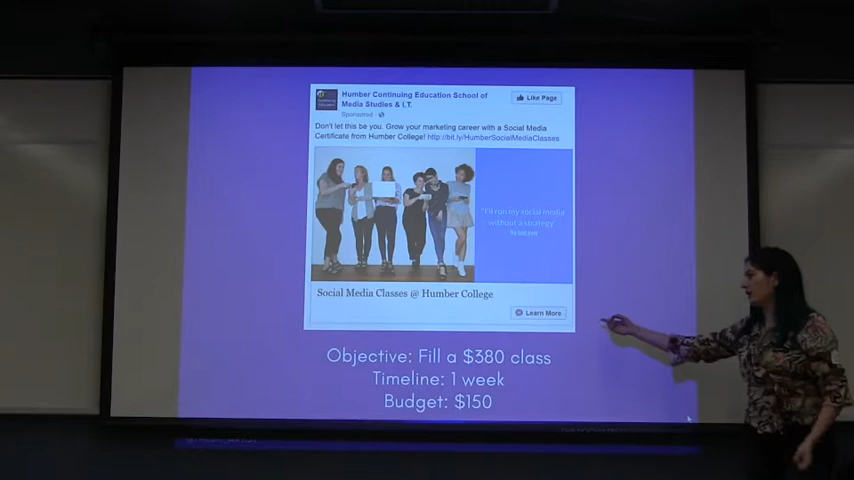 Humber Continuing Education School of
Media Studies & I.T.
Sponsored ·
Like Page
Don't let this be you. Grow your marketing career with a Social Media
Certificate from Humber College! http://bit.ly/HumberSocialMediaClasses
"I'll run my social media
without a strategy"
Social Media Classes @ Humber College
Learn More
Objective: Fill a $380 class
Timeline: 1 week
Budget: $150